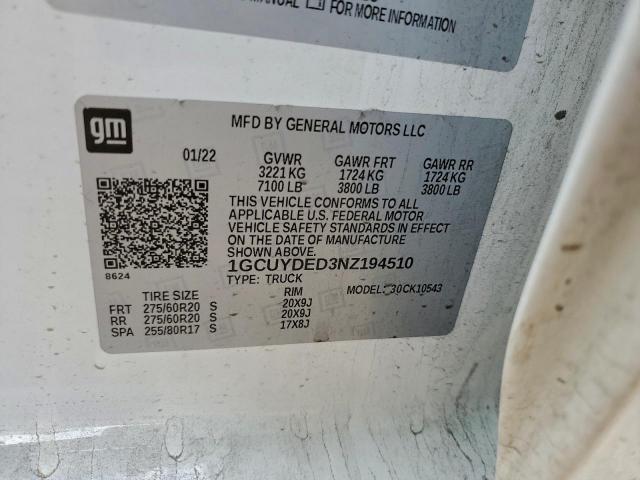 MANUAL FOR MORE INFORMATION
gm
MFD BY GENERAL MOTORS LLC
01/22 GVWR GAWR FRT GAWR RR
3221 KG 1724 KG 1724 KG
7100 LB 3800 LB 3800 LB
THIS VEHICLE CONFORMS TO ALL
APPLICABLE U.S. FEDERAL MOTOR
VEHICLE SAFETY STANDARDS IN EFFECT
ON THE DATE OF MANUFACTURE SHOWN
ABOVE.
1GCUYDED3NZ194510
8624
TYPE: TRUCK
TIRE SIZE RIM MODEL: 30CK10543
FRT 275/60R20 S 20X9J
RR 275/60R20 S 20X9J
SPA 255/80R17 S 17X8J